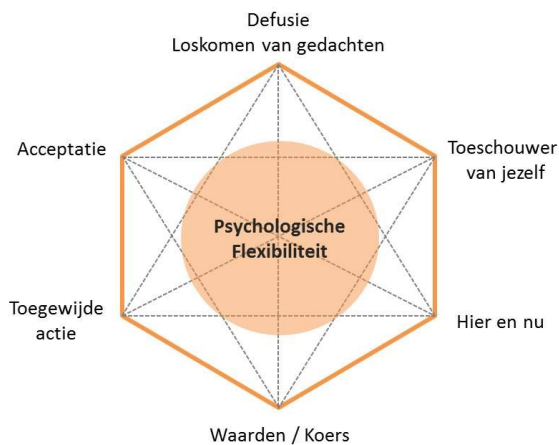 Defusie
Loskomen van gedachten
Acceptatie
Toeschouwer
van jezelf
Psychologische
Flexibiliteit
Toegewijde
actie
Hier en nu
Waarden / Koers